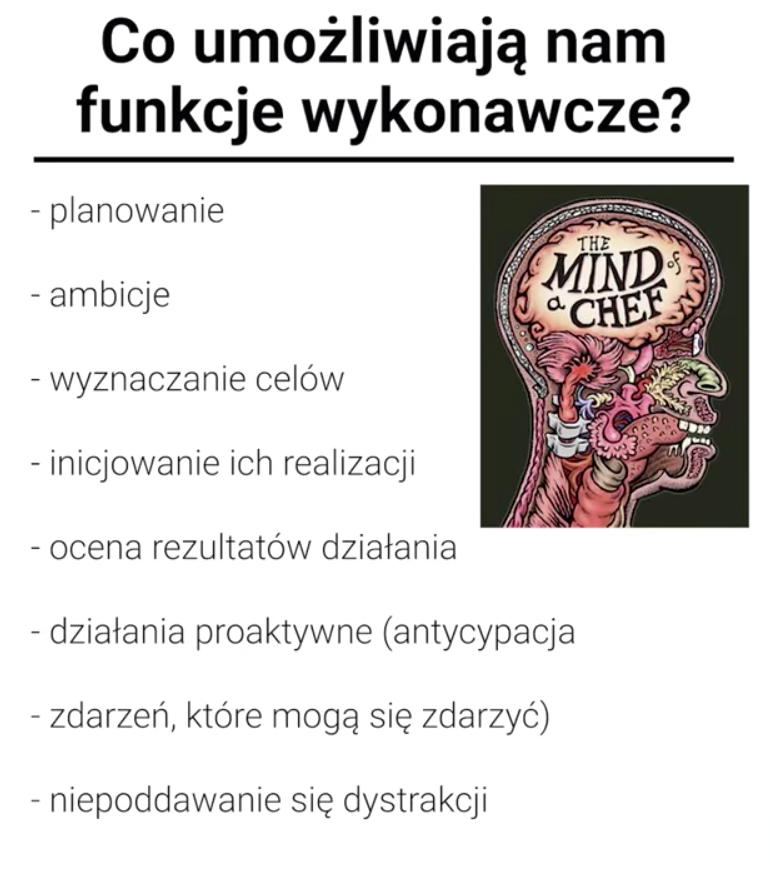 Co umożliwiają nam
funkcje wykonawcze?
- planowanie
- ambicje
- wyznaczanie celów
- inicjowanie ich realizacji
- ocena rezultatów działania
- działania proaktywne (antycypacja
- zdarzeń, które mogą się zdarzyć)
- niepoddawanie się dystrakcji
THE
MIND of
a CHEF